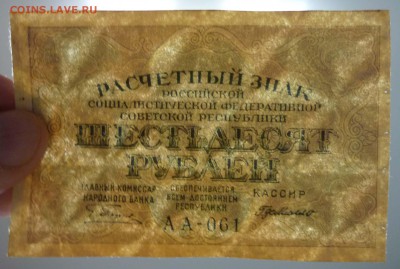 COINS.LAVE.RU
РАСЧЕТНЫЙ ЗНАК
РОССИЙСКОЙ
СОЦИАЛИСТИЧЕСКОЙ ФЕДЕРАТИВНОЙ
СОВЕТСКОЙ РЕСПУБЛИКИ
ШЕСТЬДЕСЯТ
РУБЛЕЙ
ГЛАВНЫЙ КОМИССАР
НАРОДНОГО БАНКА
ОБЕСПЕЧИВАЕТСЯ
ВСЕМ ДОСТОЯНИЕМ
РЕСПУБЛИКИ
КАССИР
АА-061